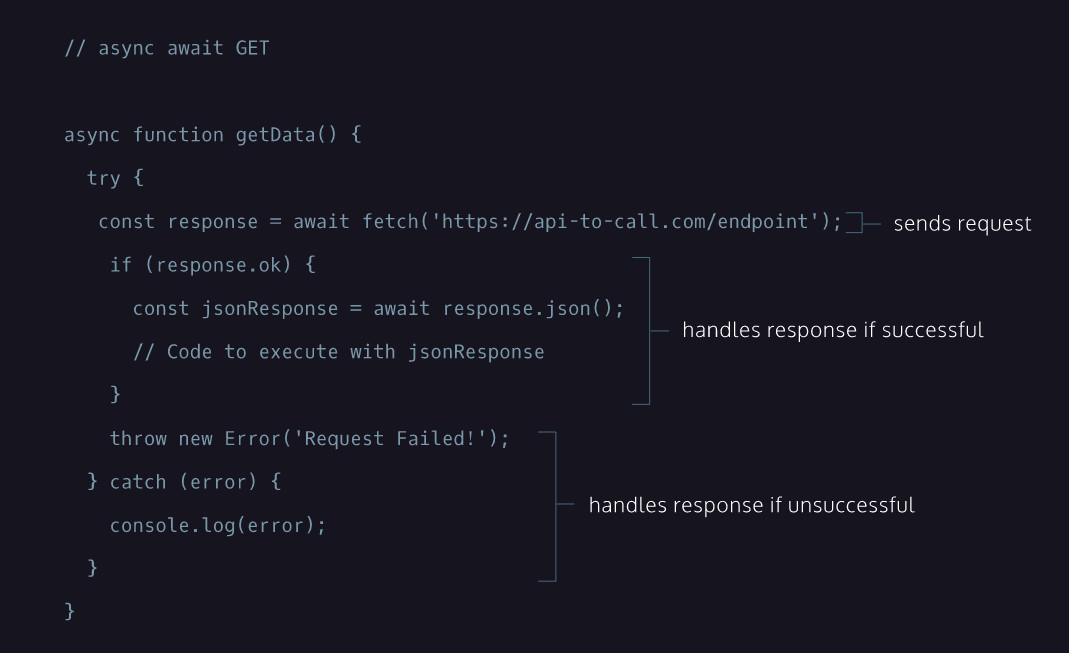 // async await GET
async function getData() {
try {
const response = await fetch('https://api-to-call.com/endpoint');
sends request
if (response.ok) {
const jsonResponse = await response.json();
handles response if successful
// Code to execute with jsonResponse
}
throw new Error('Request Failed!');
} catch (error) {
handles response if unsuccessful
console.log(error);
}
}